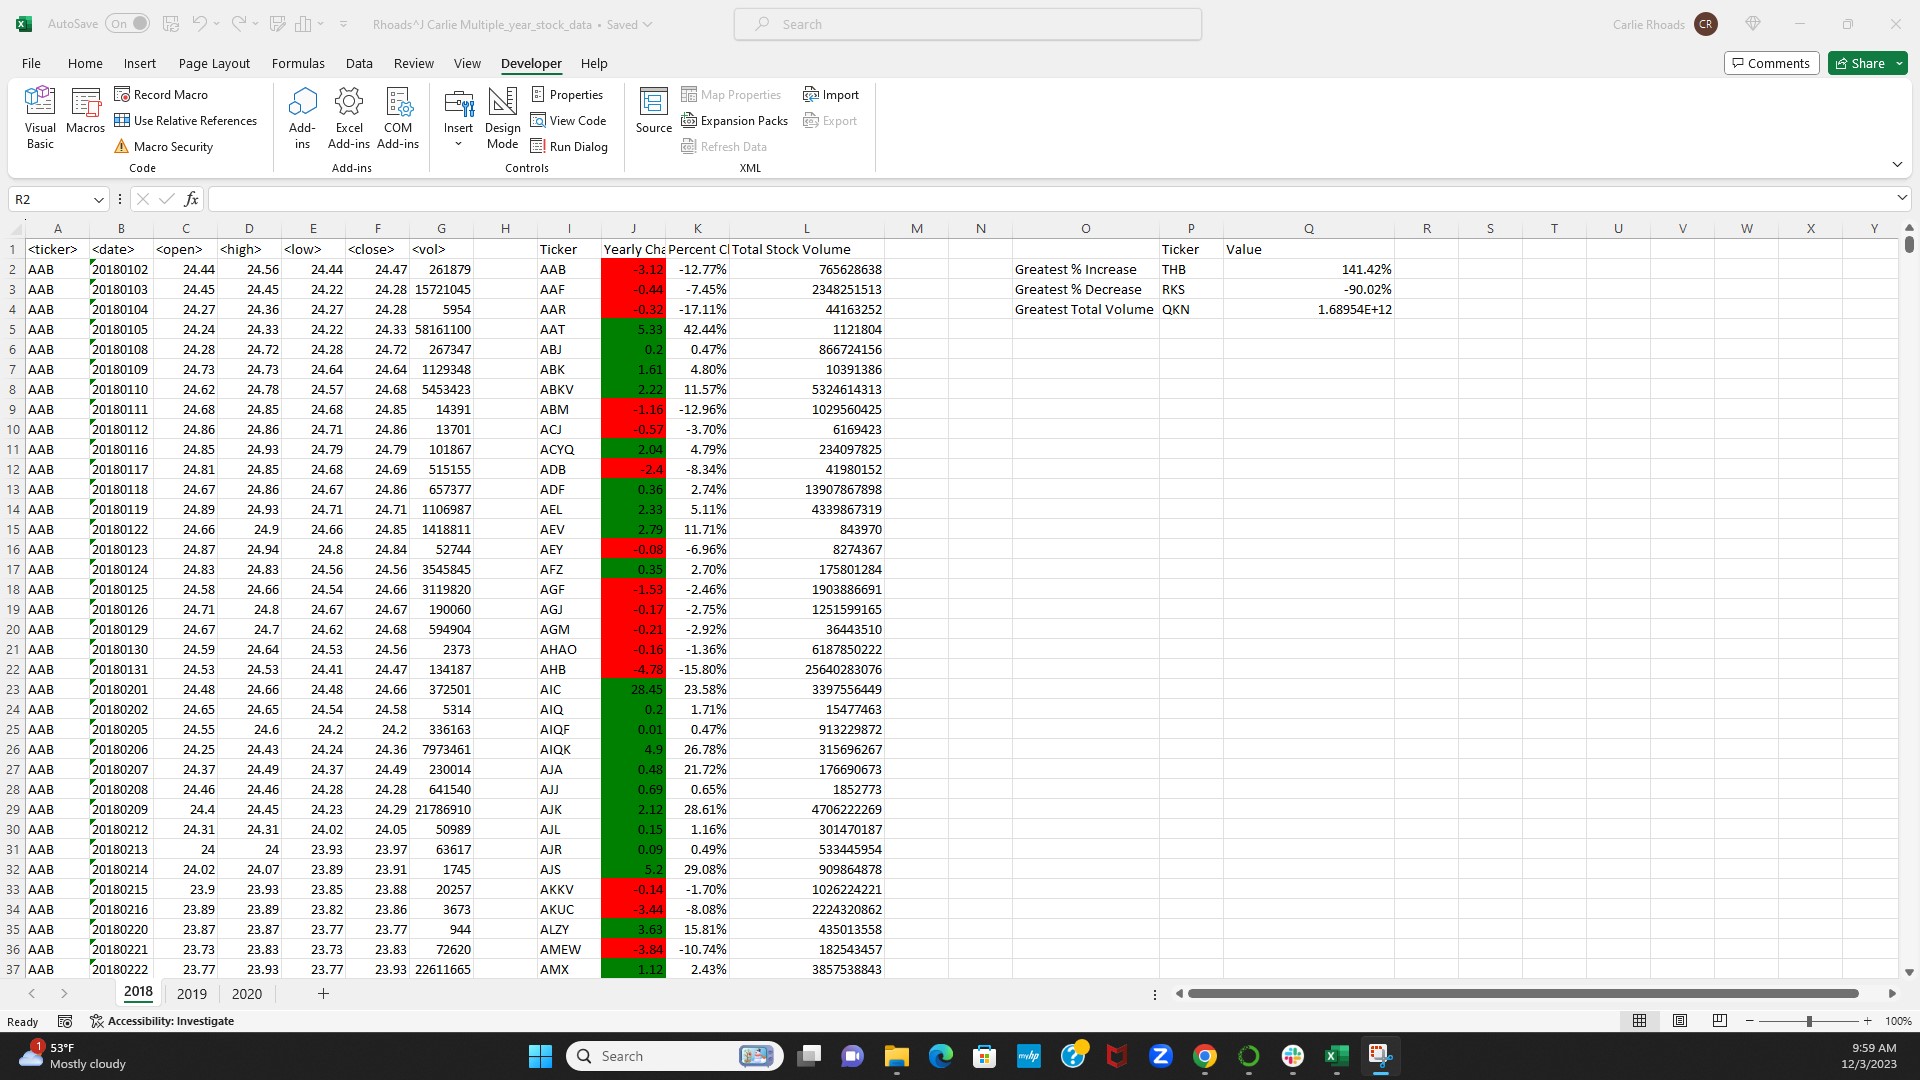 AutoSave On Rhoads^J Carlie Multiple_year_stock_data • Saved Search Carlie Rhoads CR
File Home Insert Page Layout Formulas Data Review View Developer Help Comments Share
Visual Basic Macros Record Macro Use Relative References Macro Security Code
Add-ins Excel Add-ins COM Add-ins Add-ins
Insert Design Mode Properties View Code Run Dialog Controls
Source Map Properties Expansion Packs Refresh Data Import Export XML
R2 fx
A B C D E F G H I J K L M N O P Q R S T U V W X Y
1 <ticker> <date> <open> <high> <low> <close> <vol> Ticker Yearly Cha Percent C Total Stock Volume Ticker Value
2 AAB 20180102 24.44 24.56 24.44 24.47 261879 AAB -3.12 -12.77% 765628638 Greatest % Increase THB 141.42%
3 AAB 20180103 24.45 24.45 24.22 24.28 15721045 AAF -0.44 -7.45% 2348251513 Greatest % Decrease RKS -90.02%
4 AAB 20180104 24.27 24.36 24.27 24.28 5954 AAR -0.32 -17.11% 44163252 Greatest Total Volume QKN 1.68954E+12
5 AAB 20180105 24.24 24.33 24.22 24.33 58161100 AAT 5.33 42.44% 1121804
6 AAB 20180108 24.28 24.72 24.28 24.72 267347 ABJ 0.2 0.47% 866724156
7 AAB 20180109 24.73 24.73 24.64 24.64 1129348 ABK 1.61 4.80% 10391386
8 AAB 20180110 24.62 24.78 24.57 24.68 5453423 ABKV 2.22 11.57% 5324614313
9 AAB 20180111 24.68 24.85 24.68 24.85 14391 ABM -1.16 -12.96% 1029560425
10 AAB 20180112 24.86 24.86 24.71 24.86 13701 ACJ -0.57 -3.70% 6169423
11 AAB 20180116 24.85 24.93 24.79 24.79 101867 ACYQ 2.04 4.79% 234097825
12 AAB 20180117 24.81 24.85 24.68 24.69 515155 ADB -2.4 -8.34% 41980152
13 AAB 20180118 24.67 24.86 24.67 24.86 657377 ADF 0.36 2.74% 13907867898
14 AAB 20180119 24.89 24.93 24.71 24.71 1106987 AEL 2.33 5.11% 4339867319
15 AAB 20180122 24.66 24.9 24.66 24.85 1418811 AEV 2.79 11.71% 843970
16 AAB 20180123 24.87 24.94 24.8 24.84 52744 AEY -0.08 -6.96% 8274367
17 AAB 20180124 24.83 24.83 24.56 24.56 3545845 AFZ 0.35 2.70% 175801284
18 AAB 20180125 24.58 24.66 24.54 24.66 3119820 AGF -1.53 -2.46% 1903886691
19 AAB 20180126 24.71 24.8 24.67 24.67 190060 AGJ -0.17 -2.75% 1251599165
20 AAB 20180129 24.67 24.7 24.62 24.68 594904 AGM -0.21 -2.92% 36443510
21 AAB 20180130 24.59 24.64 24.53 24.56 2373 AHAO -0.16 -1.36% 6187850222
22 AAB 20180131 24.53 24.53 24.41 24.47 134187 AHB -4.78 -15.80% 25640283076
23 AAB 20180201 24.48 24.66 24.48 24.66 372501 AIC 28.45 23.58% 3397556449
24 AAB 20180202 24.65 24.65 24.54 24.58 5314 AIQ 0.2 1.71% 15477463
25 AAB 20180205 24.55 24.6 24.2 24.2 336163 AIQF 0.01 0.47% 913229872
26 AAB 20180206 24.25 24.43 24.24 24.36 7973461 AIQK 4.9 26.78% 315696267
27 AAB 20180207 24.37 24.49 24.37 24.49 230014 AJA 0.48 21.72% 176690673
28 AAB 20180208 24.46 24.46 24.28 24.28 641540 AJJ 0.69 0.65% 1852773
29 AAB 20180209 24.4 24.45 24.23 24.29 21786910 AJK 2.12 28.61% 4706222269
30 AAB 20180212 24.31 24.31 24.02 24.05 50989 AJL 0.15 1.16% 301470187
31 AAB 20180213 24 24 23.93 23.97 63617 AJR 0.09 0.49% 533445954
32 AAB 20180214 24.02 24.07 23.89 23.91 1745 AJS 5.2 29.08% 909864878
33 AAB 20180215 23.9 23.93 23.85 23.88 20257 AKKV -0.14 -1.70% 1026224221
34 AAB 20180216 23.89 23.89 23.82 23.86 3673 AKUC -3.44 -8.08% 2224320862
35 AAB 20180220 23.87 23.87 23.77 23.77 944 ALZY 3.63 15.81% 435013558
36 AAB 20180221 23.73 23.83 23.73 23.83 72620 AMEW -3.84 -10.74% 182543457
37 AAB 20180222 23.77 23.93 23.77 23.93 22611665 AMX 1.12 2.43% 3857538843
2018 2019 2020
Ready Accessibility: Investigate 100%
1 53°F Mostly cloudy Search myhp 9:59 AM
12/3/2023